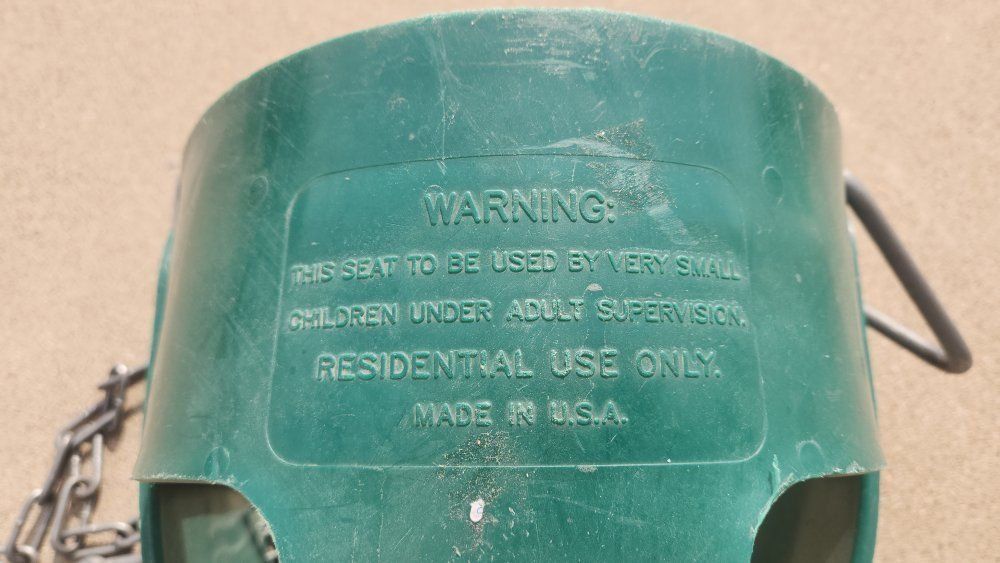 WARNING:
THIS SEAT TO BE USED BY VERY SMALL
CHILDREN UNDER ADULT SUPERVISION.
RESIDENTIAL USE ONLY.
MADE IN U.S.A.